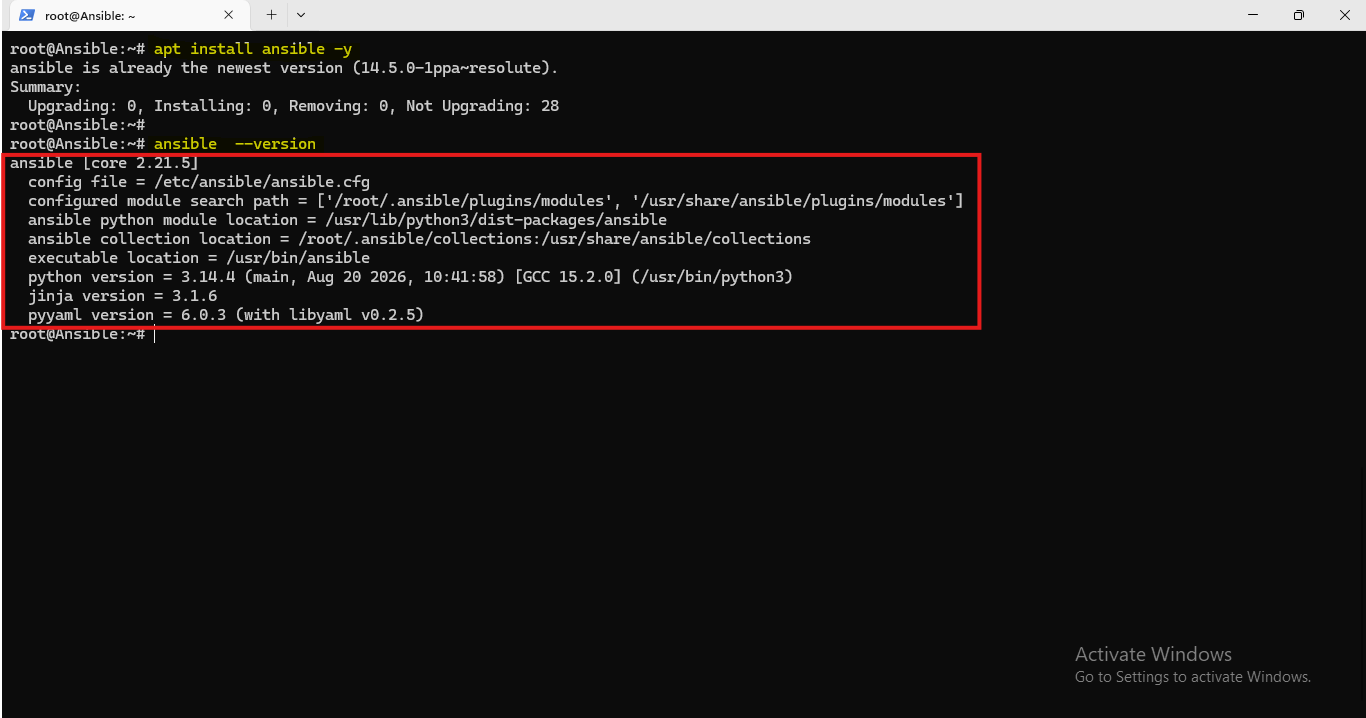 root@Ansible: ~
root@Ansible:~# apt install ansible -y
ansible is already the newest version (14.5.0-1ppa~resolute).
Summary:
  Upgrading: 0, Installing: 0, Removing: 0, Not Upgrading: 28
root@Ansible:~#
root@Ansible:~# ansible  --version
ansible [core 2.21.5]
  config file = /etc/ansible/ansible.cfg
  configured module search path = ['/root/.ansible/plugins/modules', '/usr/share/ansible/plugins/modules']
  ansible python module location = /usr/lib/python3/dist-packages/ansible
  ansible collection location = /root/.ansible/collections:/usr/share/ansible/collections
  executable location = /usr/bin/ansible
  python version = 3.14.4 (main, Aug 20 2026, 10:41:58) [GCC 15.2.0] (/usr/bin/python3)
  jinja version = 3.1.6
  pyyaml version = 6.0.3 (with libyaml v0.2.5)
root@Ansible:~#
Activate Windows
Go to Settings to activate Windows.